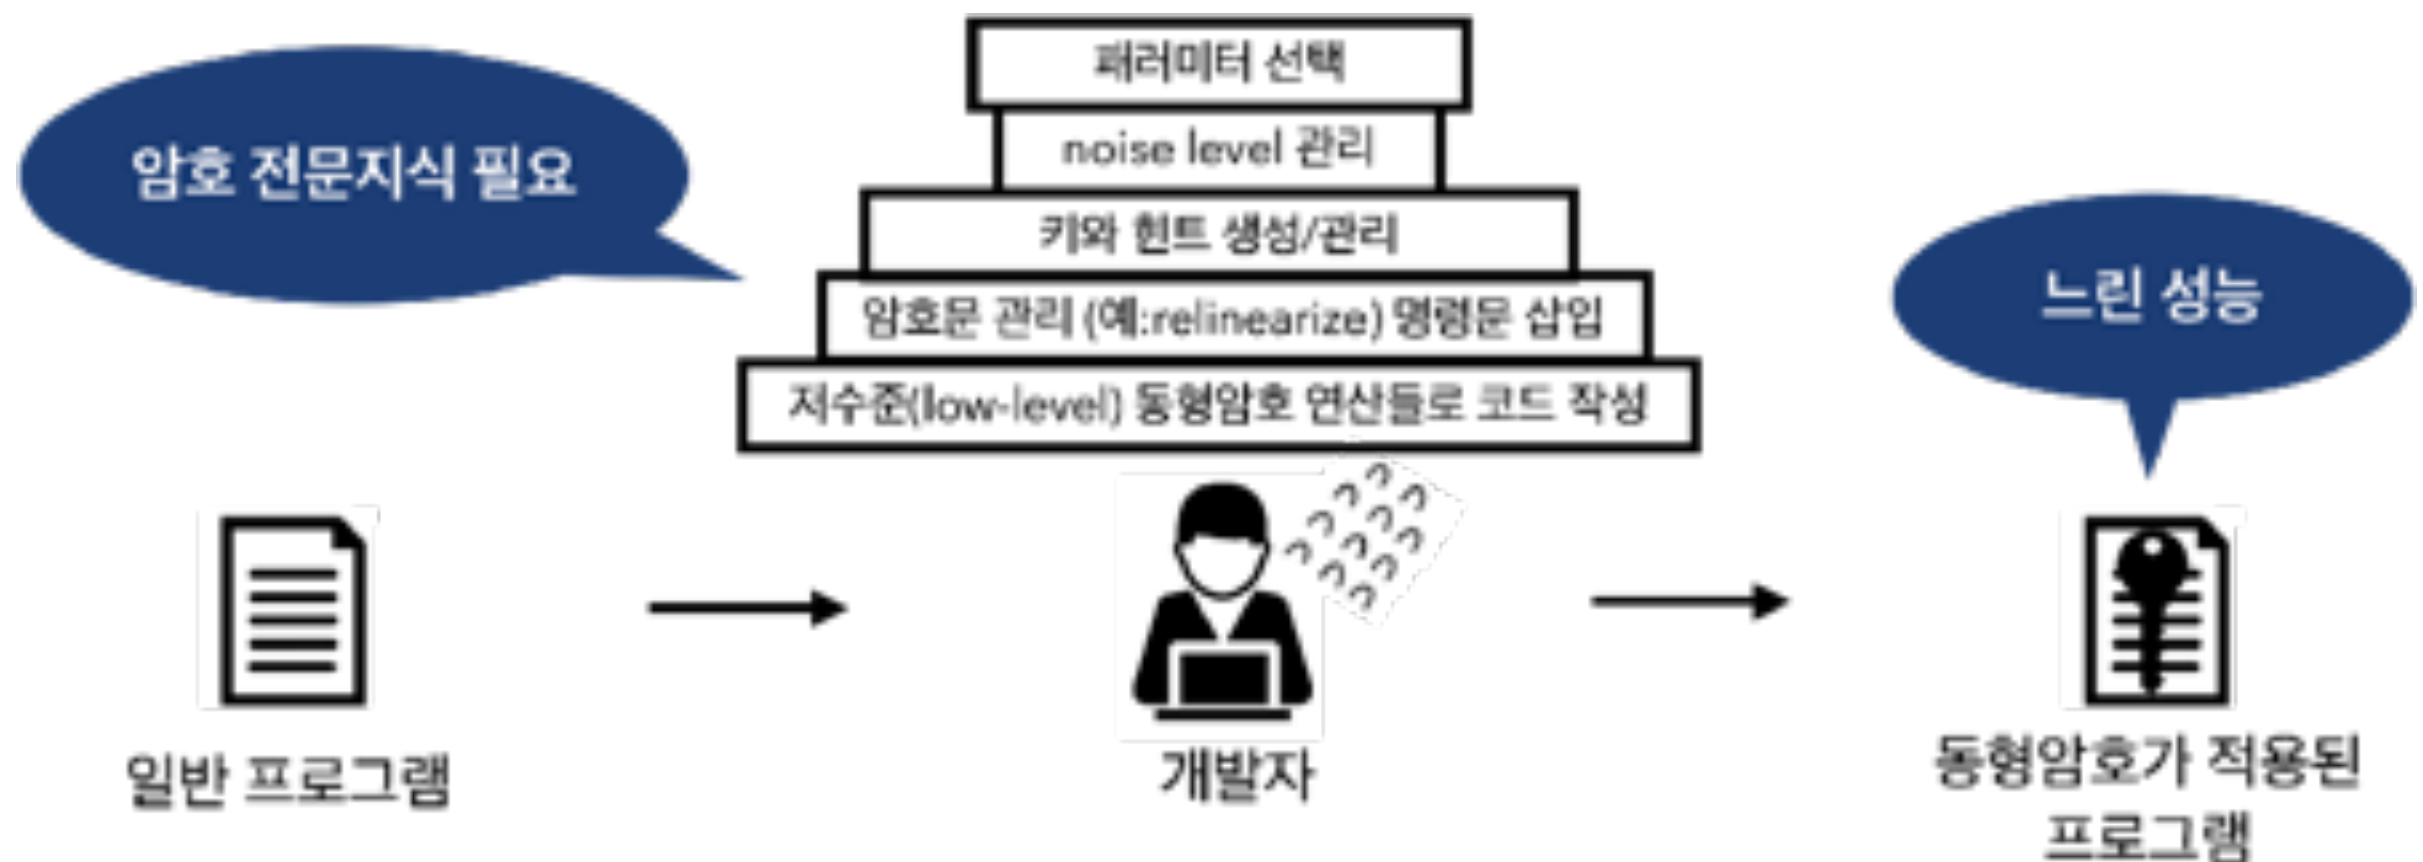 패러미터 선택
암호 전문지식 필요
noise level 관리
키와 힌트 생성/관리
암호문 관리 (예:relinearize) 명령문 삽입
저수준(low-level) 동형암호 연산들로 코드 작성
느린 성능
일반 프로그램
개발자
동형암호가 적용된
프로그램